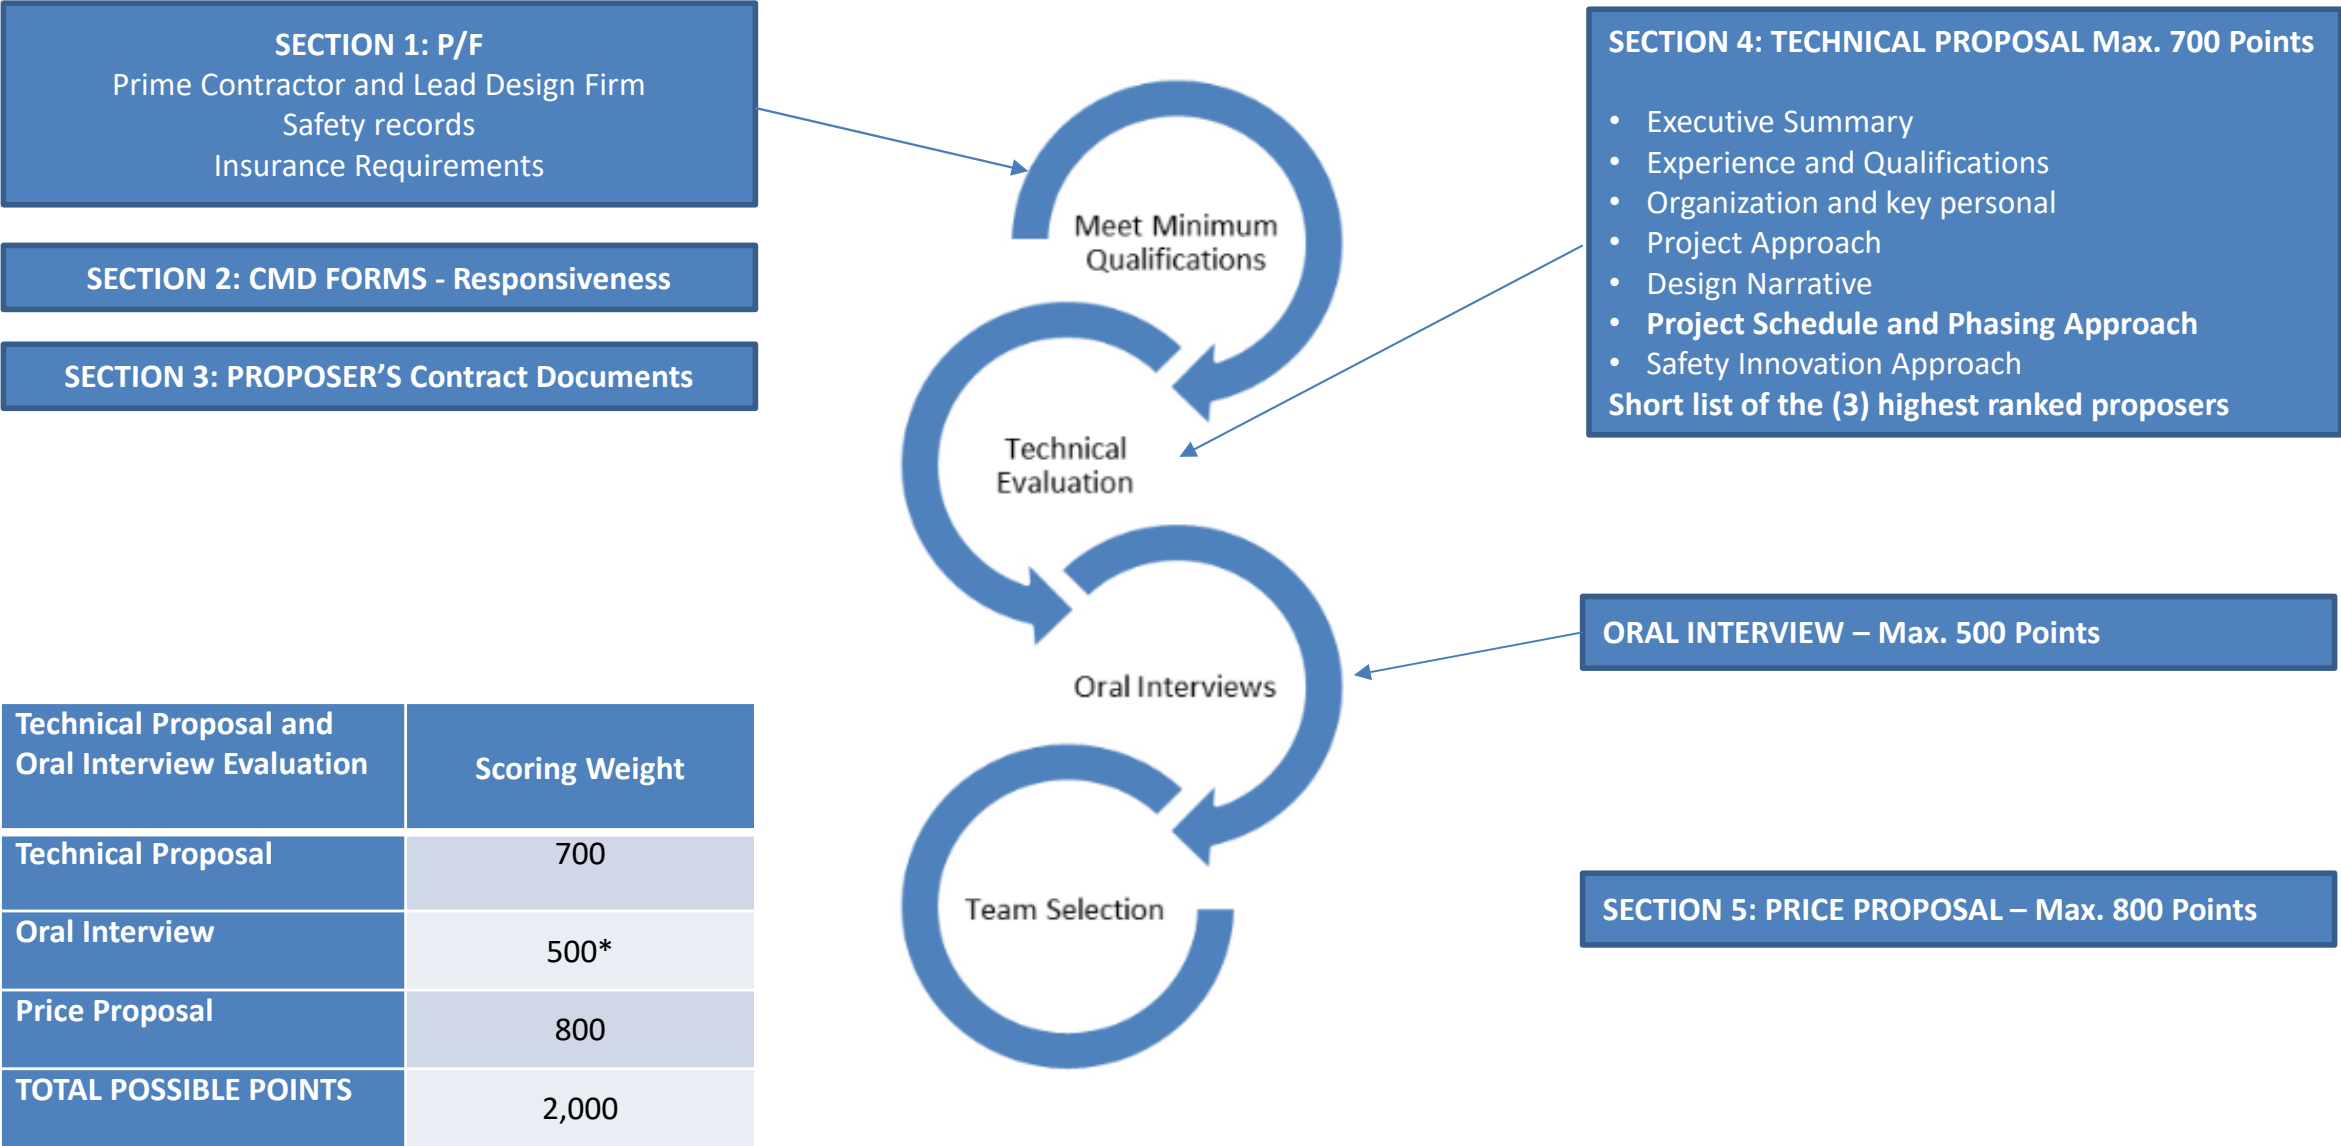 SECTION 1: P/F
Prime Contractor and Lead Design Firm
Safety records
Insurance Requirements
SECTION 2: CMD FORMS - Responsiveness
SECTION 3: PROPOSER’S Contract Documents
Meet Minimum
Qualifications
Technical
Evaluation
Oral Interviews
Team Selection
SECTION 4: TECHNICAL PROPOSAL Max. 700 Points
• Executive Summary
• Experience and Qualifications
• Organization and key personal
• Project Approach
• Design Narrative
• Project Schedule and Phasing Approach
• Safety Innovation Approach
Short list of the (3) highest ranked proposers
ORAL INTERVIEW – Max. 500 Points
SECTION 5: PRICE PROPOSAL – Max. 800 Points
Technical Proposal and
Oral Interview Evaluation
Scoring Weight
Technical Proposal
700
Oral Interview
500*
Price Proposal
800
TOTAL POSSIBLE POINTS
2,000